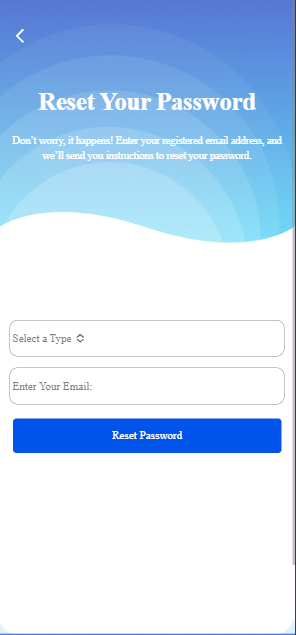 Reset Your Password
Don't worry, it happens! Enter your registered email address, and
we'll send you instructions to reset your password.
Select a Type
Enter Your Email:
Reset Password